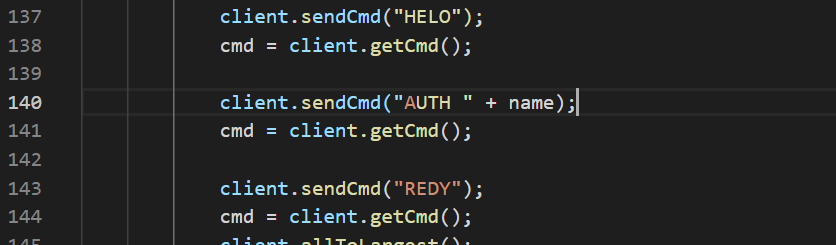 137 client.sendCmd("HELO");
138 cmd = client.getCmd();
139
140 client.sendCmd("AUTH " + name);
141 cmd = client.getCmd();
142
143 client.sendCmd("REDY");
144 cmd = client.getCmd();
145 client.allToLargest();